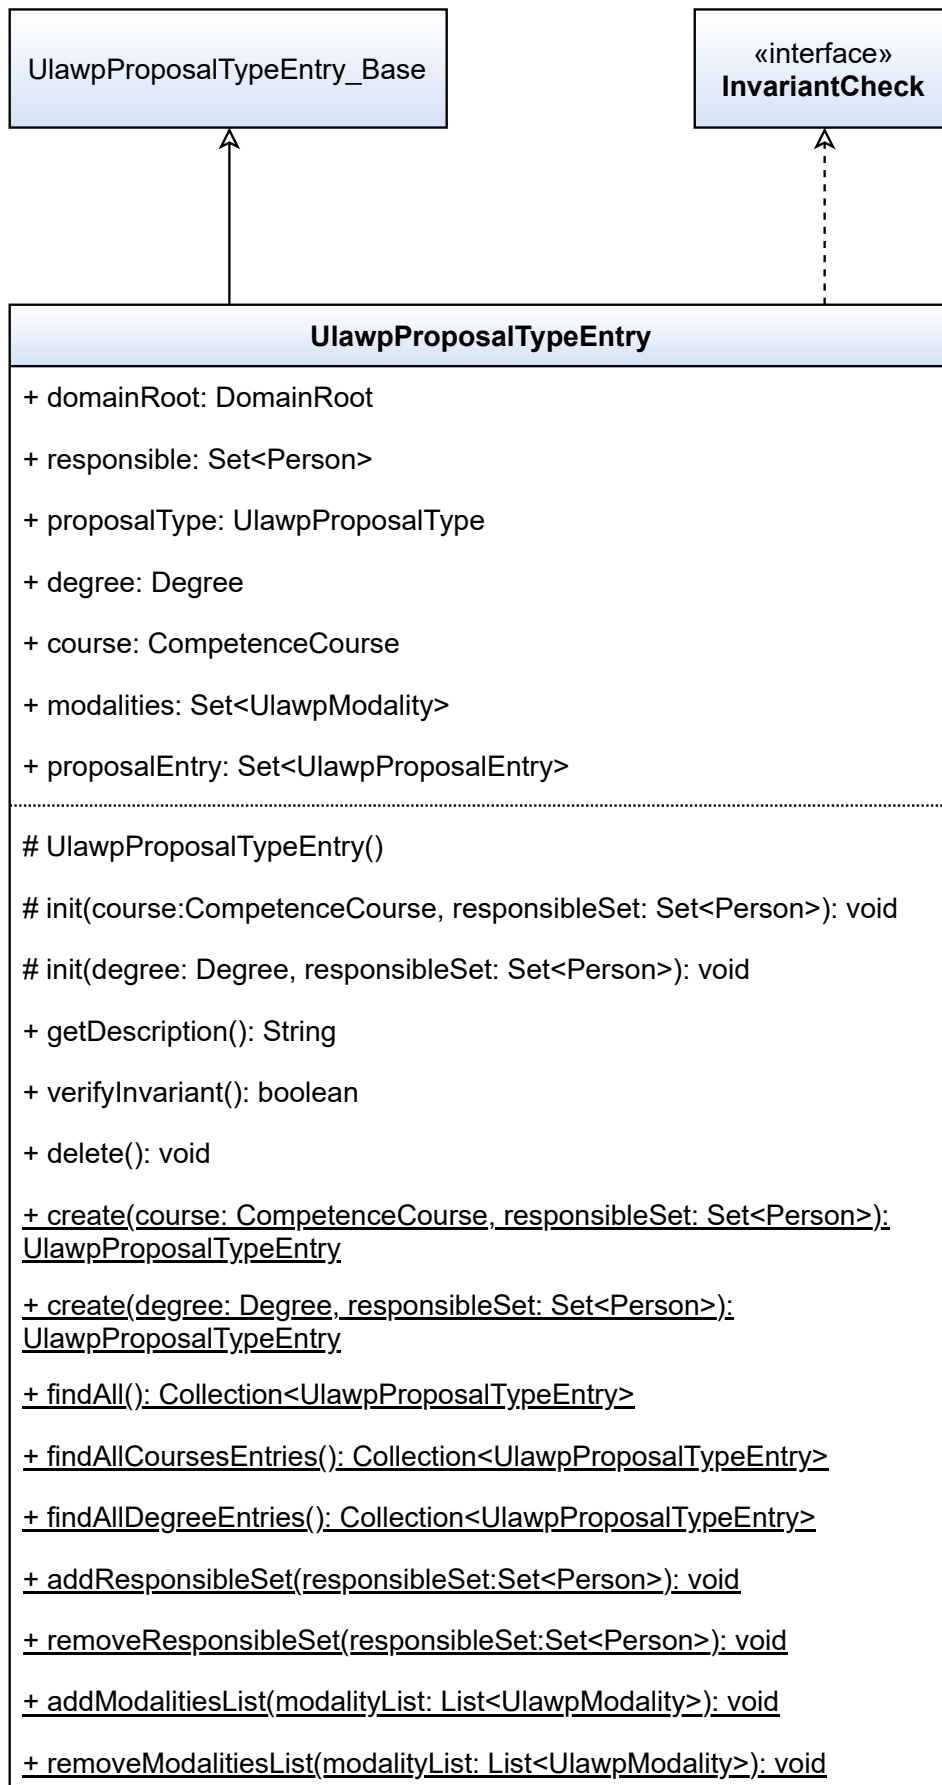 UlawpProposalTypeEntry_Base
«interface»
InvariantCheck
UlawpProposalTypeEntry
+ domainRoot: DomainRoot
+ responsible: Set<Person>
+ proposalType: UlawpProposalType
+ degree: Degree
+ course: CompetenceCourse
+ modalities: Set<UlawpModality>
+ proposalEntry: Set<UlawpProposalEntry>
# UlawpProposalTypeEntry()
# init(course:CompetenceCourse, responsibleSet: Set<Person>): void
# init(degree: Degree, responsibleSet: Set<Person>): void
+ getDescription(): String
+ verifyInvariant(): boolean
+ delete(): void
+ create(course: CompetenceCourse, responsibleSet: Set<Person>):
UlawpProposalTypeEntry
+ create(degree: Degree, responsibleSet: Set<Person>):
UlawpProposalTypeEntry
+ findAll(): Collection<UlawpProposalTypeEntry>
+ findAllCoursesEntries(): Collection<UlawpProposalTypeEntry>
+ findAllDegreeEntries(): Collection<UlawpProposalTypeEntry>
+ addResponsibleSet(responsibleSet:Set<Person>): void
+ removeResponsibleSet(responsibleSet:Set<Person>): void
+ addModalitiesList(modalityList: List<UlawpModality>): void
+ removeModalitiesList(modalityList: List<UlawpModality>): void